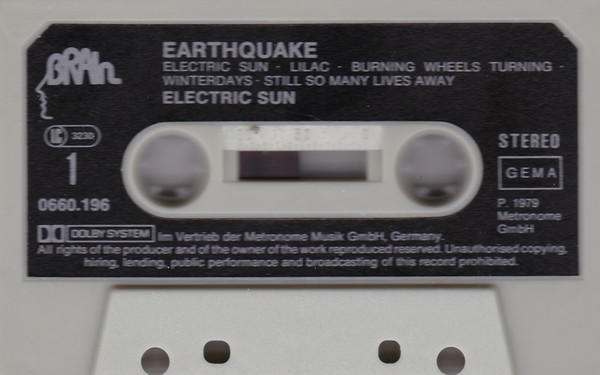 BRAIN
EARTHQUAKE
ELECTRIC SUN · LILAC · BURNING WHEELS TURNING ·
WINTERDAYS · STILL SO MANY LIVES AWAY
ELECTRIC SUN
LC 3230
1
0660.196
STEREO
GEMA
P. 1979
Metronome
GmbH
DOLBY SYSTEM Im Vertrieb der Metronome Musik GmbH, Germany.
All rights of the producer and of the owner of the work reproduced reserved. Unauthorised copying,
hiring, lending, public performance and broadcasting of this record prohibited.